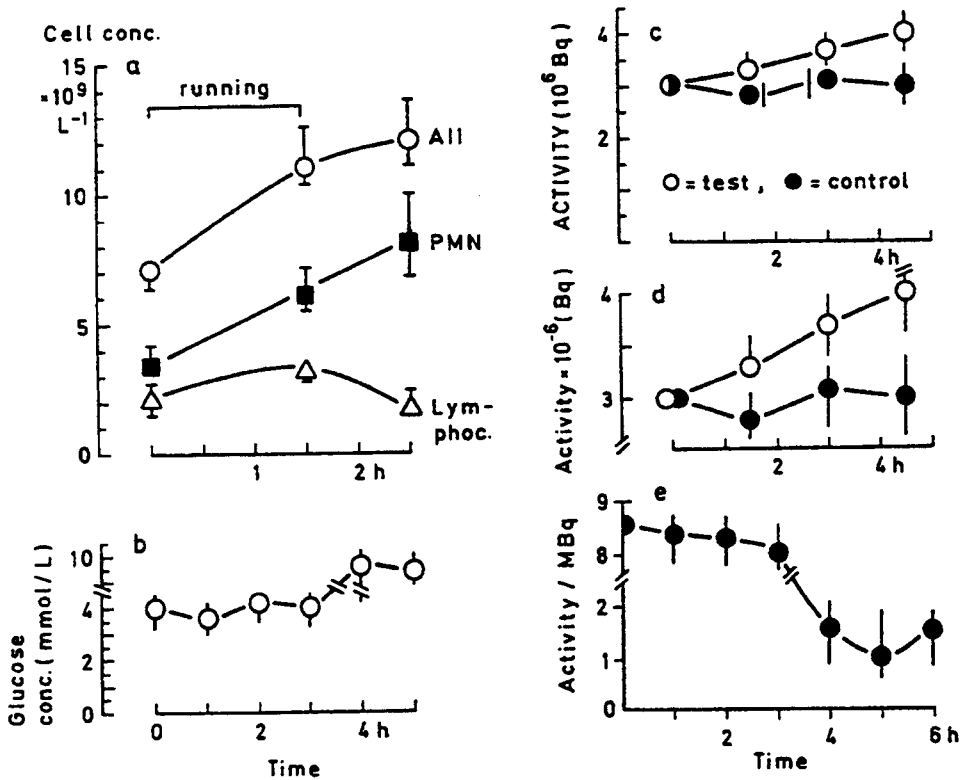 Cell conc.
15
×10⁹
L⁻¹
10
5
0
a
running
All
PMN
Lym-
phoc.
1
2 h
b
Glucose
conc. (mmol/L)
10
4
2
0
0
2
4 h
Time
c
ACTIVITY (10⁶ Bq)
4
2
○ = test, ● = control
2
4 h
d
Activity × 10⁻⁶ (Bq)
4
3
2
4 h
e
Activity / MBq
9
8
2
1
0
2
4
6 h
Time